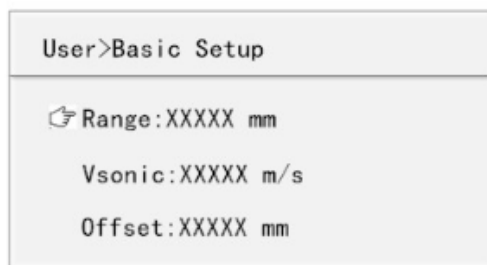 User>Basic Setup
☞Range:XXXXX mm
Vsonic:XXXXX m/s
Offset:XXXXX mm